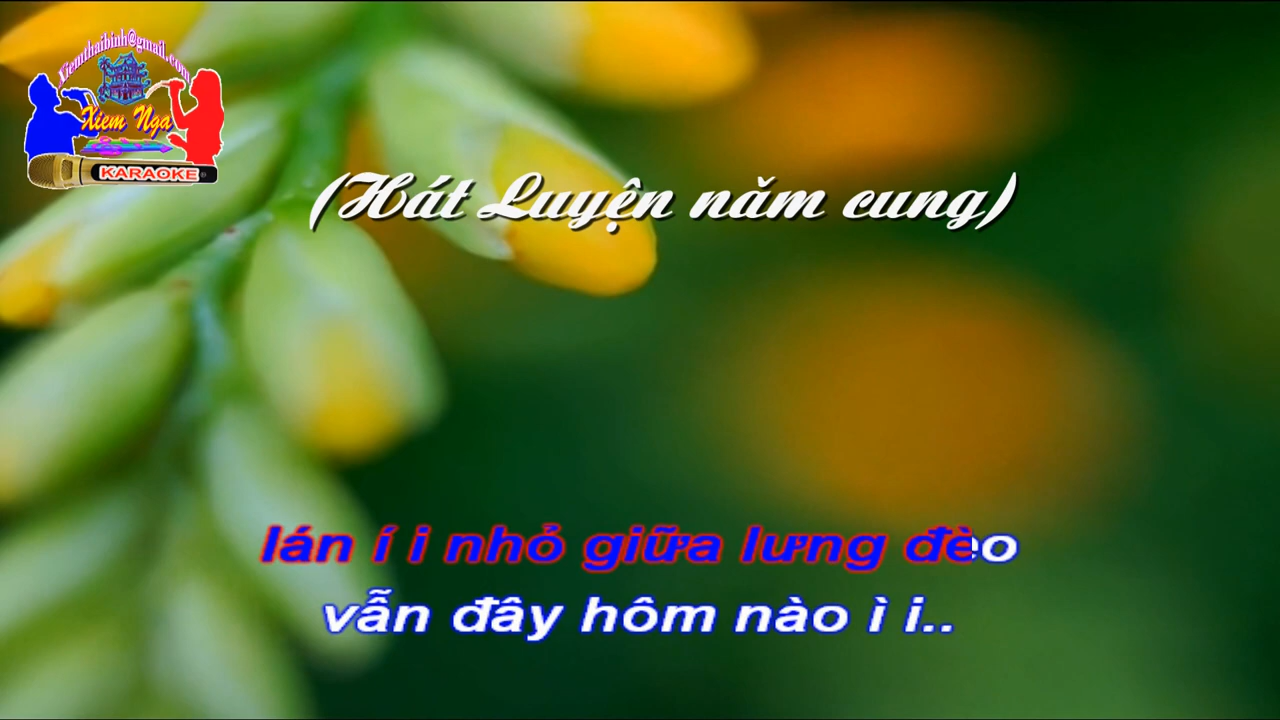 Xiemthaibinh@gmail.com
Xiem Nga
KARAOKE
(Hát Luyện năm cung)
lán í i nhỏ giữa lưng đèo
vẫn đây hôm nào ì i..